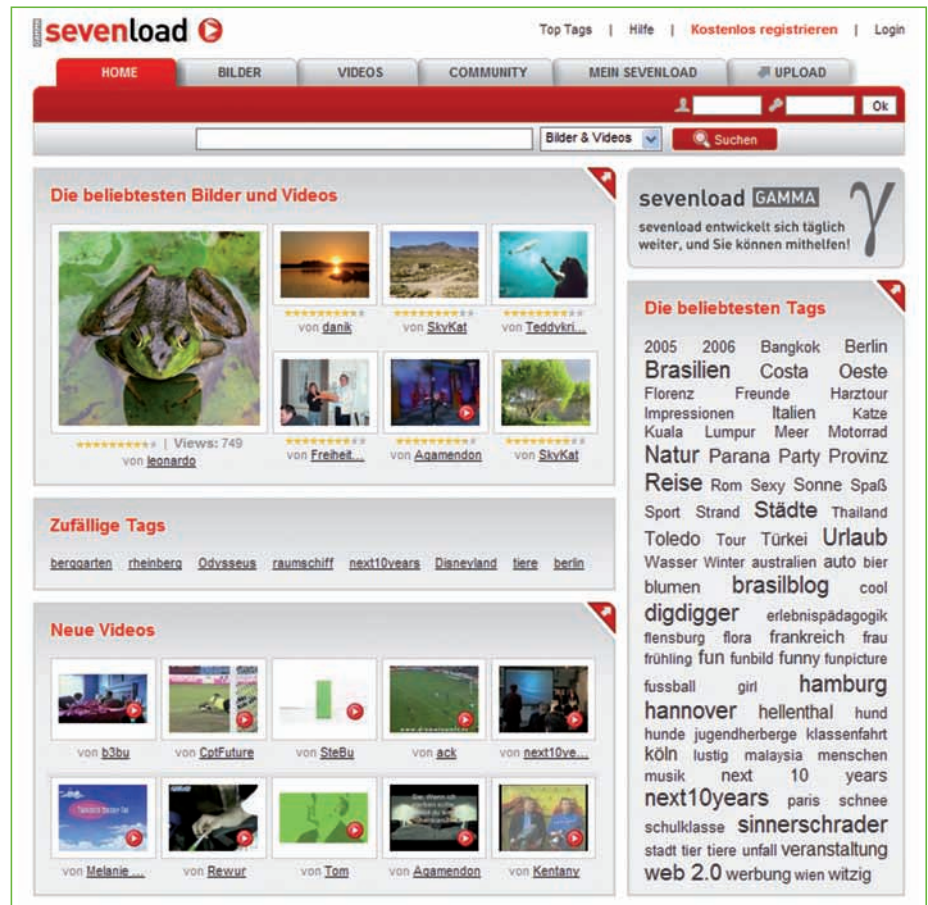 GAMMA sevenload
Top Tags | Hilfe | Kostenlos registrieren | Login
HOME BILDER VIDEOS COMMUNITY MEIN SEVENLOAD UPLOAD
Ok
Bilder & Videos Suchen
Die beliebtesten Bilder und Videos
von danik von SkyKat von Teddykri...
| Views: 749
von leonardo
von Freiheit... von Agamendon von SkyKat
Zufällige Tags
berggarten rheinberg Odysseus raumschiff next10years Disneyland tiere berlin
Neue Videos
von b3bu von CptFuture von SteBu von ack von next10ye...
von Melanie ... von Rewur von Tom von Agamendon von Kentany
sevenload GAMMA γ
sevenload entwickelt sich täglich
weiter, und Sie können mithelfen!
Die beliebtesten Tags
2005 2006 Bangkok Berlin
Brasilien Costa Oeste
Florenz Freunde Harztour
Impressionen Italien Katze
Kuala Lumpur Meer Motorrad
Natur Parana Party Provinz
Reise Rom Sexy Sonne Spaß
Sport Strand Städte Thailand
Toledo Tour Türkei Urlaub
Wasser Winter australien auto bier
blumen brasilblog cool
digdigger erlebnispädagogik
flensburg flora frankreich frau
frühling fun funbild funny funpicture
fussball girl hamburg
hannover hellenthal hund
hunde jugendherberge klassenfahrt
köln lustig malaysia menschen
musik next 10 years
next10years paris schnee
schulklasse sinnerschrader
stadt tier tiere unfall veranstaltung
web 2.0 werbung wien witzig